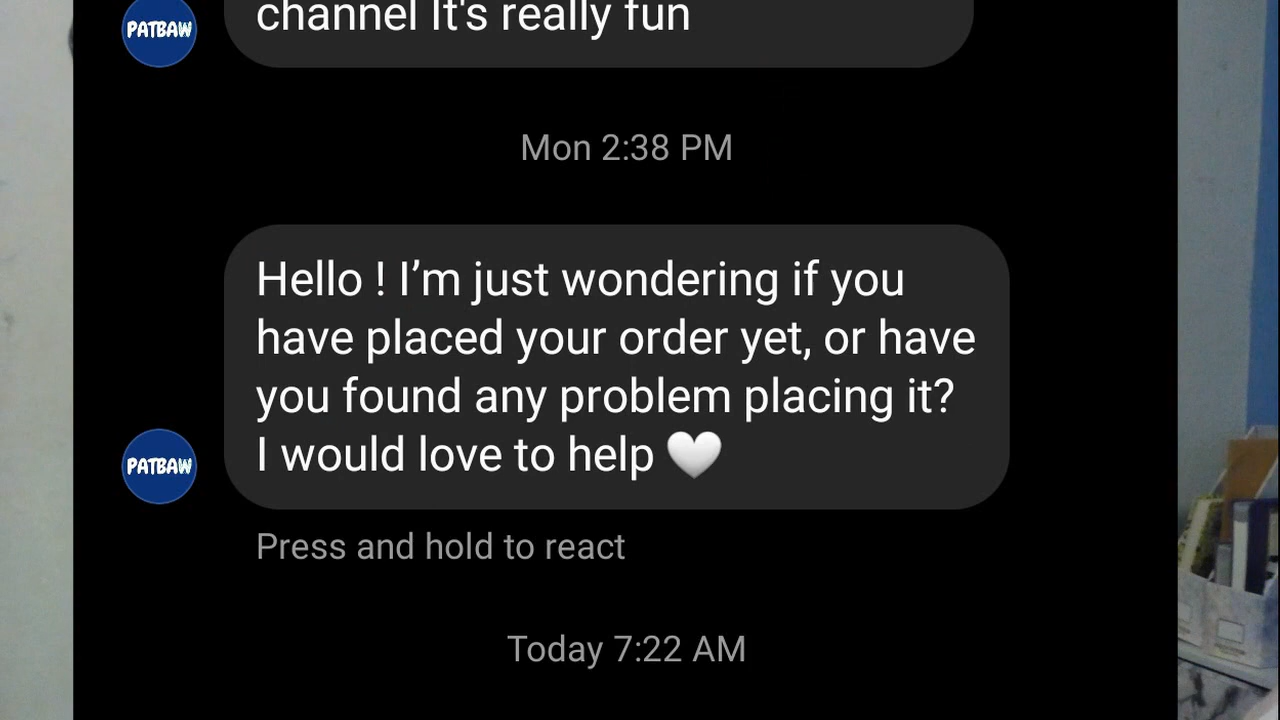 channel It's really fun
PATBAW
Mon 2:38 PM
Hello ! I’m just wondering if you
have placed your order yet, or have
you found any problem placing it?
I would love to help 🤍
PATBAW
Press and hold to react
Today 7:22 AM